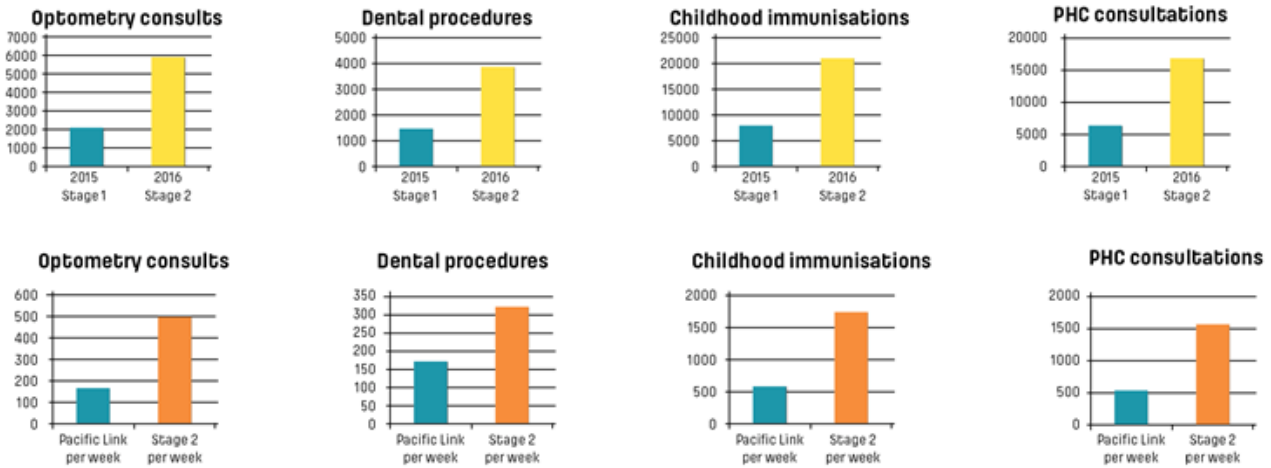 Optometry consults
7000
6000
5000
4000
3000
2000
1000
0
2015
Stage 1
2016
Stage 2
Dental procedures
5000
4000
3000
2000
1000
0
2015
Stage 1
2016
Stage 2
Childhood immunisations
25000
20000
15000
10000
5000
0
2015
Stage 1
2016
Stage 2
PHC consultations
20000
15000
10000
5000
0
2015
Stage 1
2016
Stage 2
Optometry consults
600
500
400
300
200
100
0
Pacific Link
per week
Stage 2
per week
Dental procedures
350
300
250
200
150
100
50
0
Pacific Link
per week
Stage 2
per week
Childhood immunisations
2000
1500
1000
500
0
Pacific Link
per week
Stage 2
per week
PHC consultations
2000
1500
1000
500
0
Pacific Link
per week
Stage 2
per week